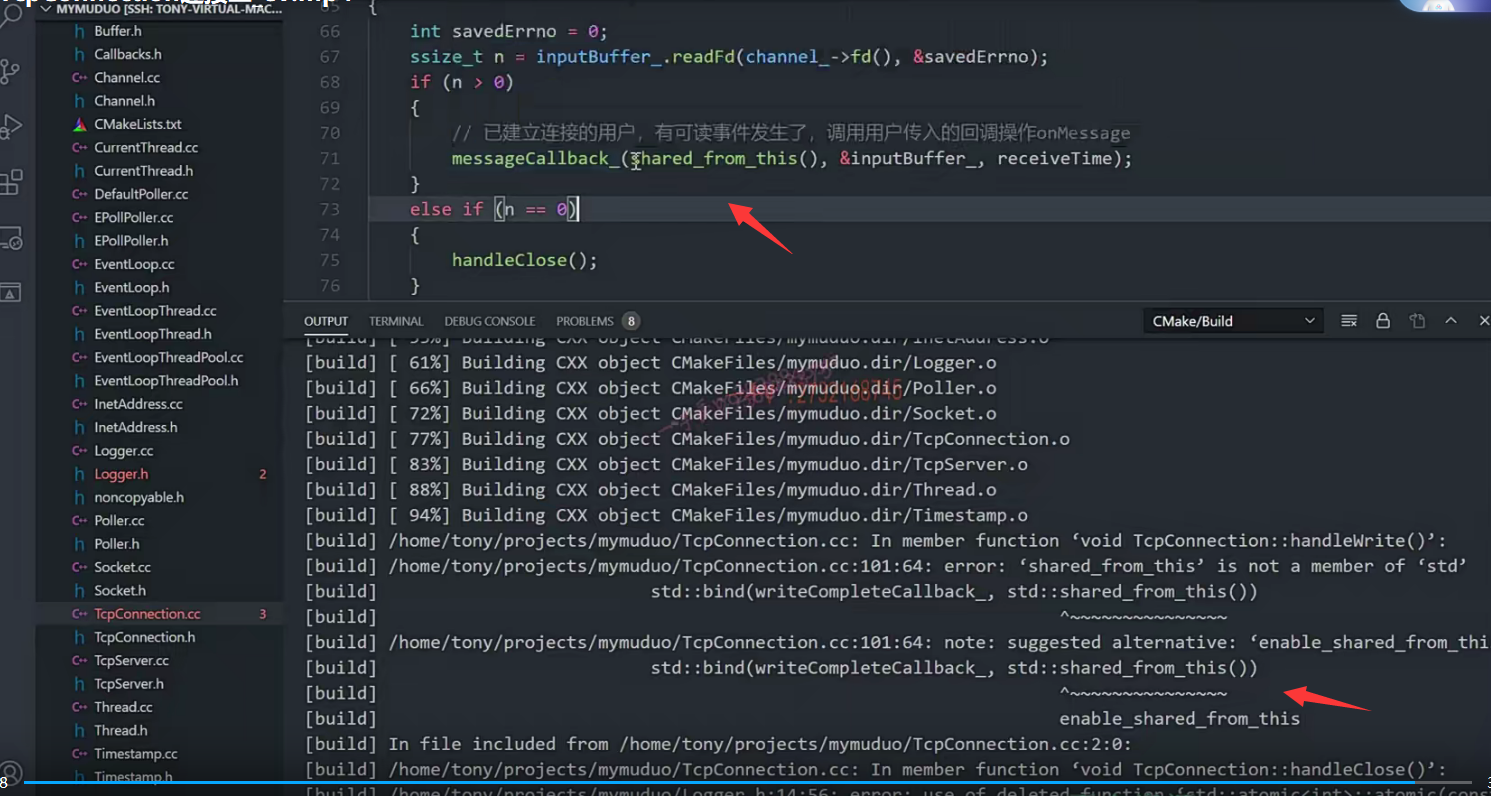 MYMUDUO [SSH: TONY-VIRTUAL-MAC...
Buffer.h
Callbacks.h
Channel.cc
Channel.h
CMakeLists.txt
CurrentThread.cc
CurrentThread.h
DefaultPoller.cc
EPollPoller.cc
EPollPoller.h
EventLoop.cc
EventLoop.h
EventLoopThread.cc
EventLoopThread.h
EventLoopThreadPool.cc
EventLoopThreadPool.h
InetAddress.cc
InetAddress.h
Logger.cc
Logger.h 2
noncopyable.h
Poller.cc
Poller.h
Socket.cc
Socket.h
TcpConnection.cc 3
TcpConnection.h
TcpServer.cc
TcpServer.h
Thread.cc
Thread.h
Timestamp.cc
Timestamp.h
{
66 int savedErrno = 0;
67 ssize_t n = inputBuffer_.readFd(channel_->fd(), &savedErrno);
68 if (n > 0)
69 {
70 // 已建立连接的用户，有可读事件发生了，调用用户传入的回调操作onMessage
71 messageCallback_(shared_from_this(), &inputBuffer_, receiveTime);
72 }
73 else if (n == 0)
74 {
75 handleClose();
76 }
OUTPUT TERMINAL DEBUG CONSOLE PROBLEMS 8 CMake/Build
[build] [ 55%] Building CXX object CMakeFiles/mymuduo.dir/InetAddress.o
[build] [ 61%] Building CXX object CMakeFiles/mymuduo.dir/Logger.o
[build] [ 66%] Building CXX object CMakeFiles/mymuduo.dir/Poller.o
[build] [ 72%] Building CXX object CMakeFiles/mymuduo.dir/Socket.o
[build] [ 77%] Building CXX object CMakeFiles/mymuduo.dir/TcpConnection.o
[build] [ 83%] Building CXX object CMakeFiles/mymuduo.dir/TcpServer.o
[build] [ 88%] Building CXX object CMakeFiles/mymuduo.dir/Thread.o
[build] [ 94%] Building CXX object CMakeFiles/mymuduo.dir/Timestamp.o
[build] /home/tony/projects/mymuduo/TcpConnection.cc: In member function ‘void TcpConnection::handleWrite()’:
[build] /home/tony/projects/mymuduo/TcpConnection.cc:101:64: error: ‘shared_from_this’ is not a member of ‘std’
[build] std::bind(writeCompleteCallback_, std::shared_from_this())
[build] ^~~~~~~~~~~~~~~~
[build] /home/tony/projects/mymuduo/TcpConnection.cc:101:64: note: suggested alternative: ‘enable_shared_from_thi
[build] std::bind(writeCompleteCallback_, std::shared_from_this())
[build] ^~~~~~~~~~~~~~~~
[build] enable_shared_from_this
[build] In file included from /home/tony/projects/mymuduo/TcpConnection.cc:2:0:
[build] /home/tony/projects/mymuduo/TcpConnection.cc: In member function ‘void TcpConnection::handleClose()’:
[build] /home/tony/projects/mymuduo/Logger.h:14:56: error: use of deleted function ‘std::atomic<int>::atomic(cons